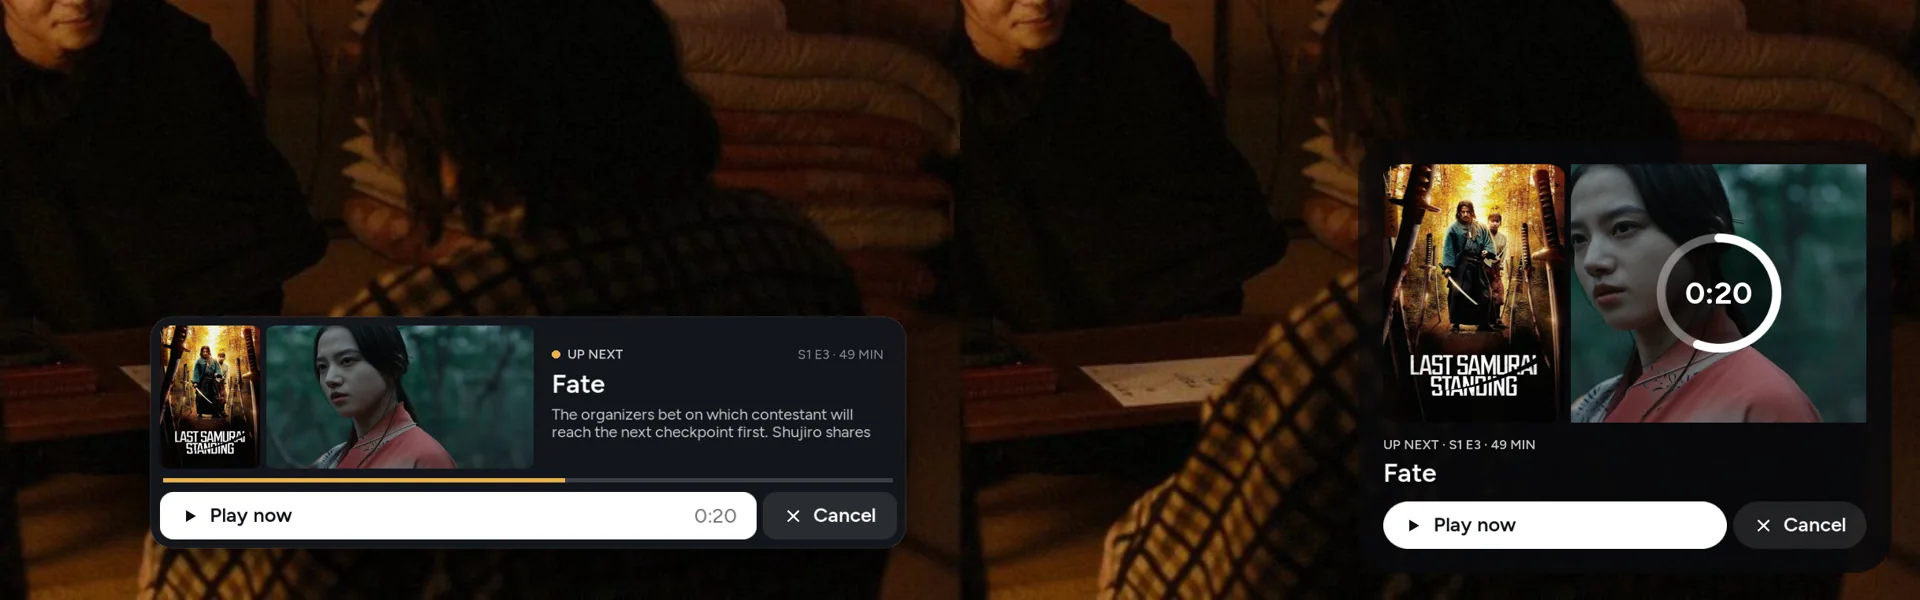 LAST SAMURAI
STANDING
UP NEXT
S1 E3 · 49 MIN
Fate
The organizers bet on which contestant will
reach the next checkpoint first. Shujiro shares
Play now
0:20
Cancel
LAST SAMURAI
STANDING
0:20
UP NEXT · S1 E3 · 49 MIN
Fate
Play now
Cancel